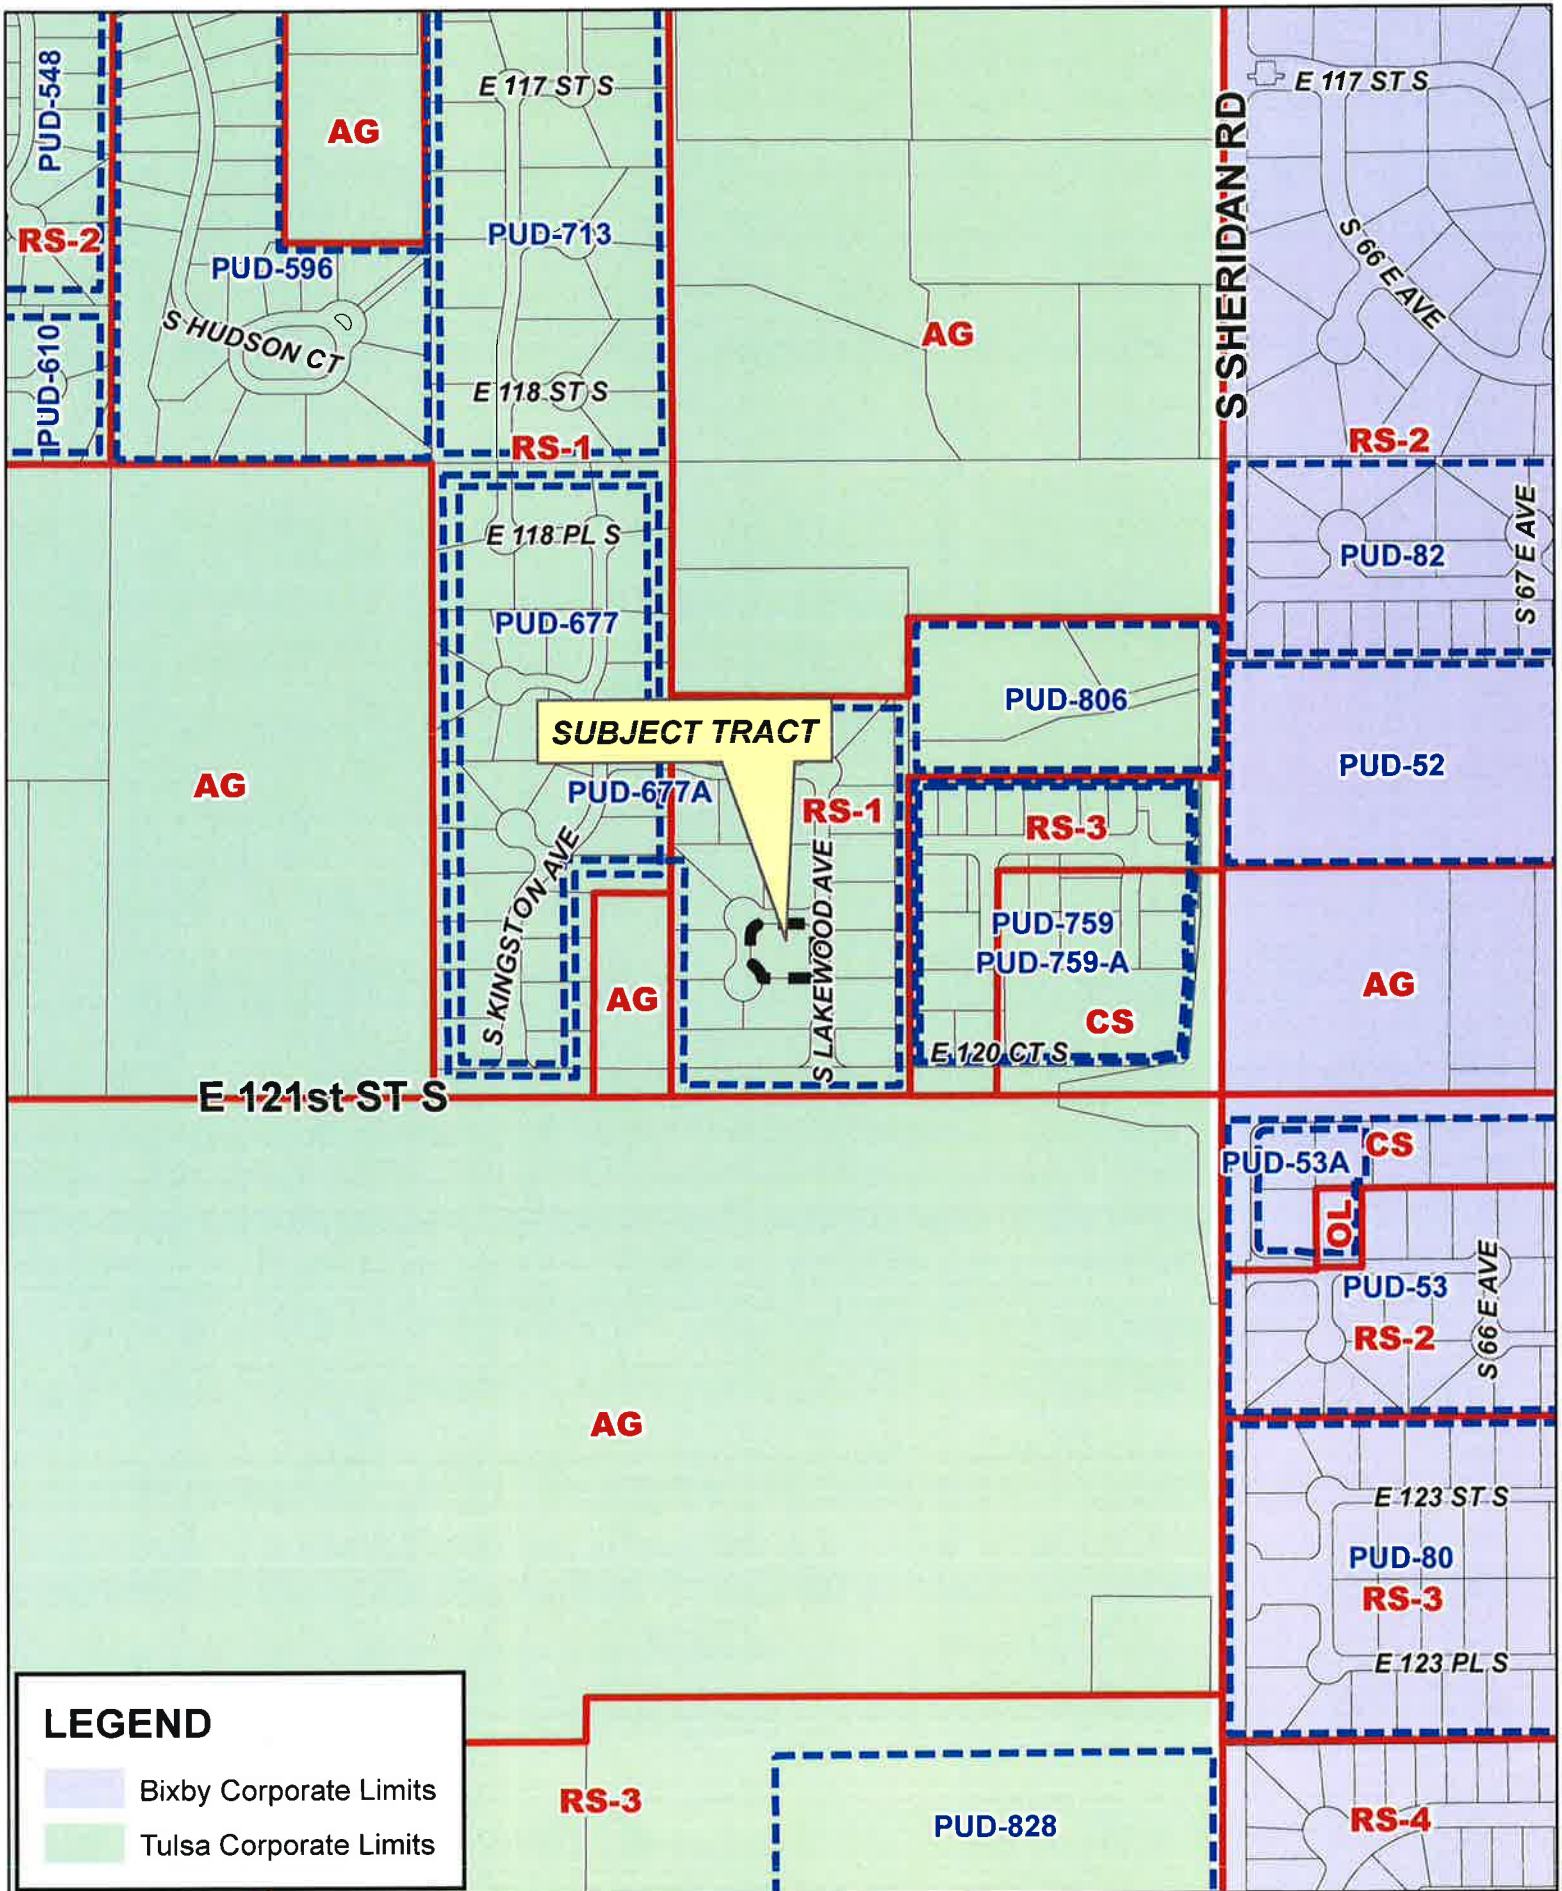 E 117 ST S
E 117 ST S
PUD-548
AG
S SHERIDAN RD
RS-2
PUD-713
PUD-596
S 66 E AVE
S HUDSON CT
AG
PUD-610
E 118 ST S
RS-1
RS-2
E 118 PL S
PUD-82
S 67 E AVE
PUD-677
PUD-806
SUBJECT TRACT
PUD-52
AG
PUD-677A
RS-1
RS-3
S KINGSTON AVE
S LAKEWOOD AVE
PUD-759
PUD-759-A
AG
AG
CS
E 120 CT S
E 121st ST S
CS
PUD-53A
OL
PUD-53
S 66 E AVE
RS-2
AG
E 123 ST S
PUD-80
RS-3
E 123 PL S
LEGEND
Bixby Corporate Limits
Tulsa Corporate Limits
RS-3
PUD-828
RS-4